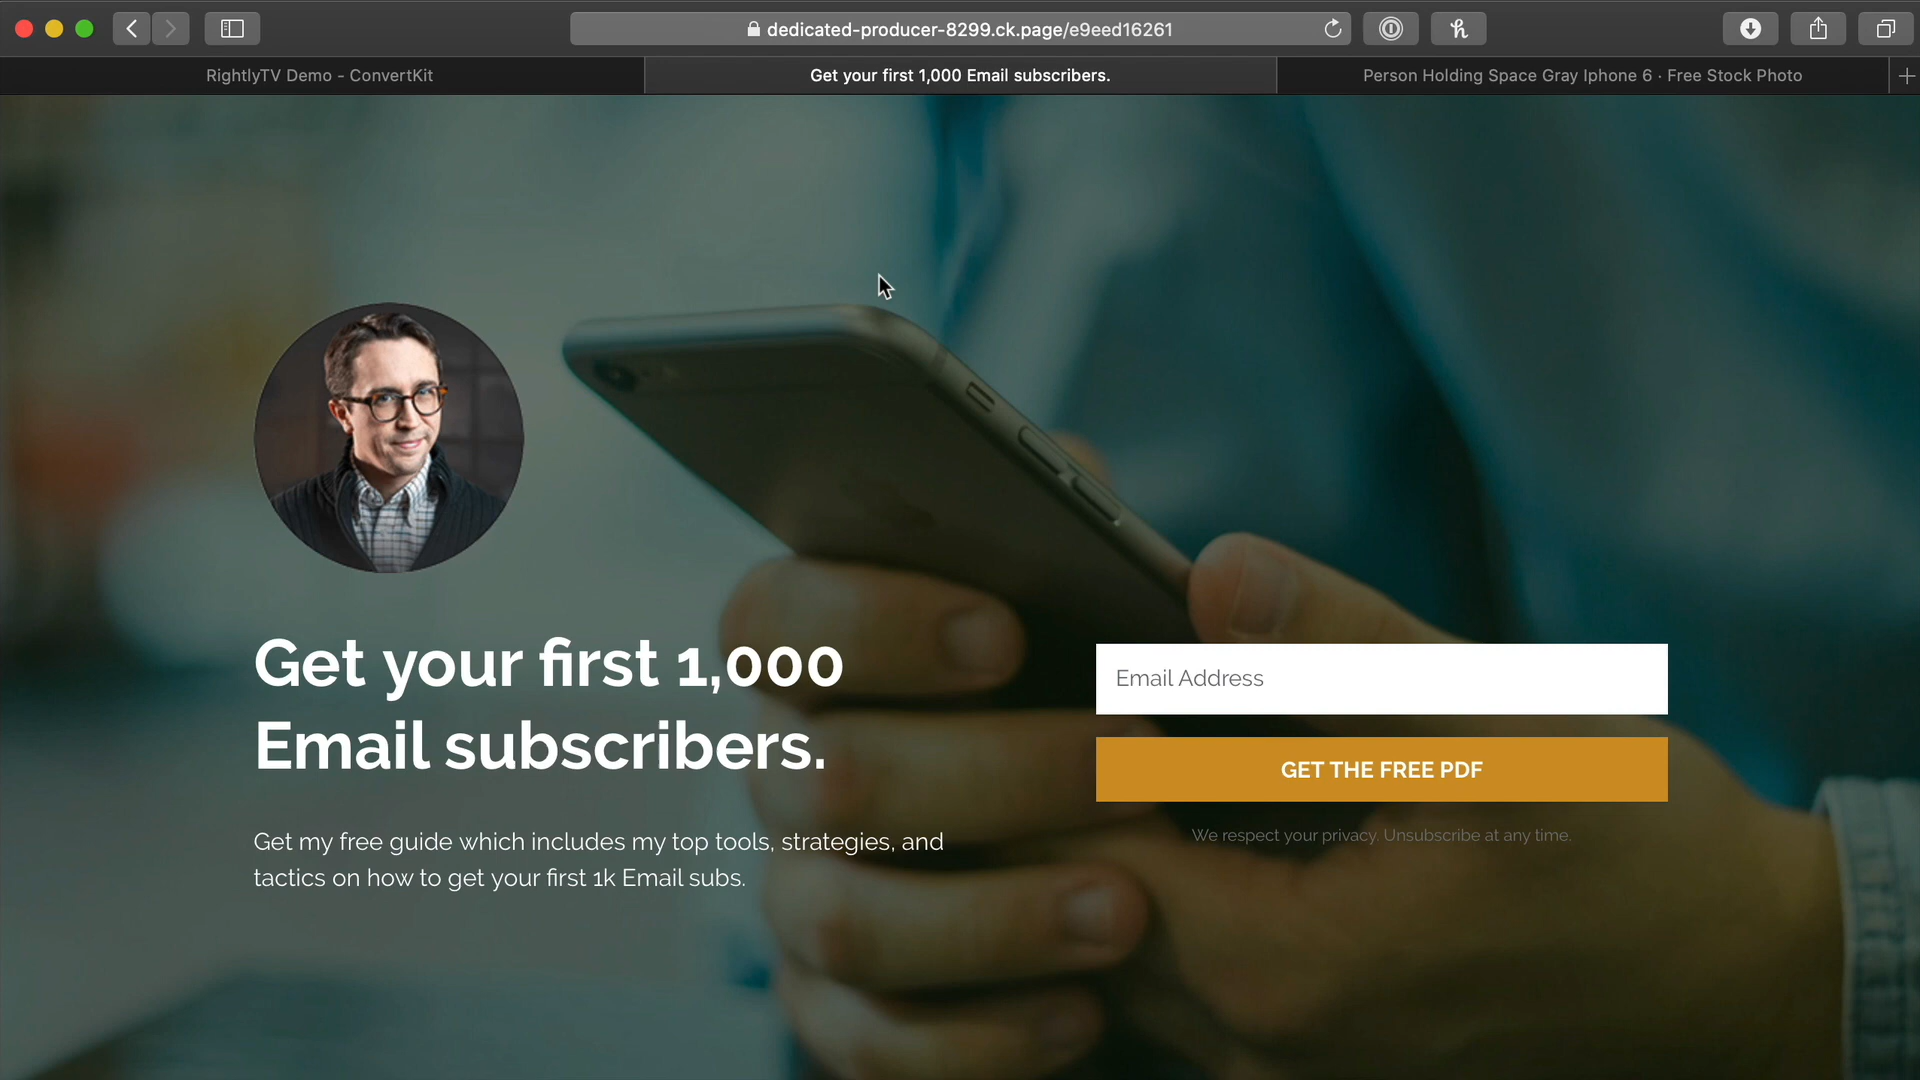 dedicated-producer-8299.ck.page/e9eed16261
RightlyTV Demo - ConvertKit
Get your first 1,000 Email subscribers.
Person Holding Space Gray Iphone 6 · Free Stock Photo
Get your first 1,000
Email subscribers.
Get my free guide which includes my top tools, strategies, and
tactics on how to get your first 1k Email subs.
Email Address
GET THE FREE PDF
We respect your privacy. Unsubscribe at any time.